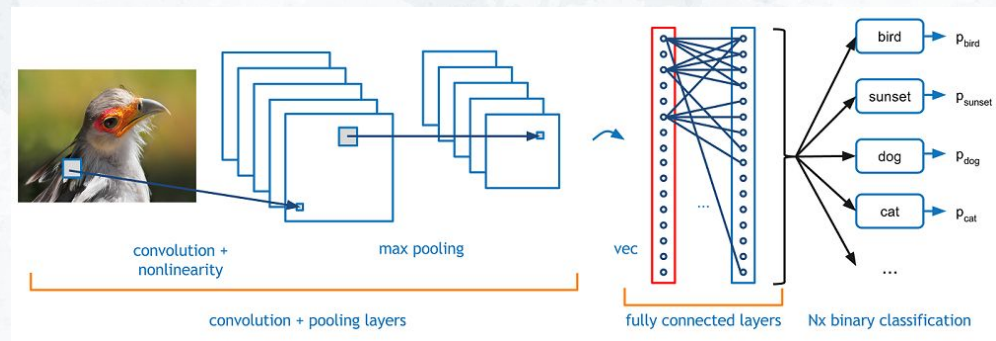 convolution +
nonlinearity
max pooling
vec
...
convolution + pooling layers
fully connected layers
Nx binary classification
bird
p_bird
sunset
p_sunset
dog
p_dog
cat
p_cat
...